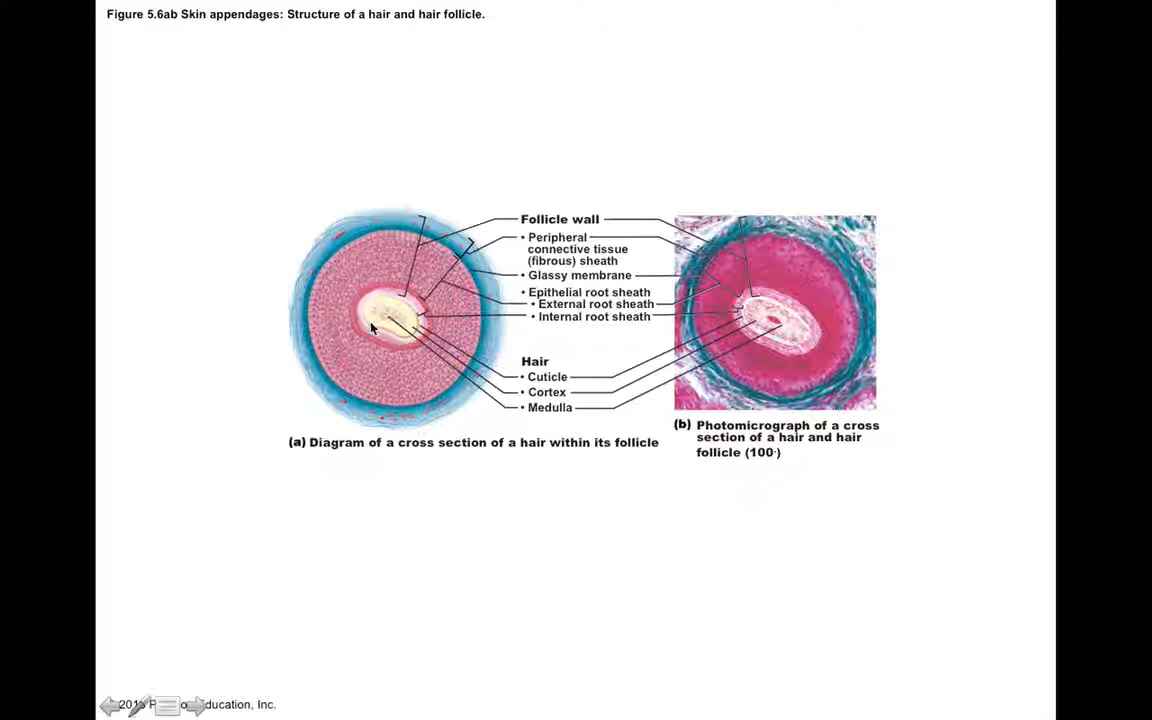 Figure 5.6ab Skin appendages: Structure of a hair and hair follicle.
Follicle wall
• Peripheral
connective tissue
(fibrous) sheath
• Glassy membrane
• Epithelial root sheath
• External root sheath
• Internal root sheath
Hair
• Cuticle
• Cortex
• Medulla
(a) Diagram of a cross section of a hair within its follicle
(b) Photomicrograph of a cross
section of a hair and hair
follicle (100·)
Education, Inc.